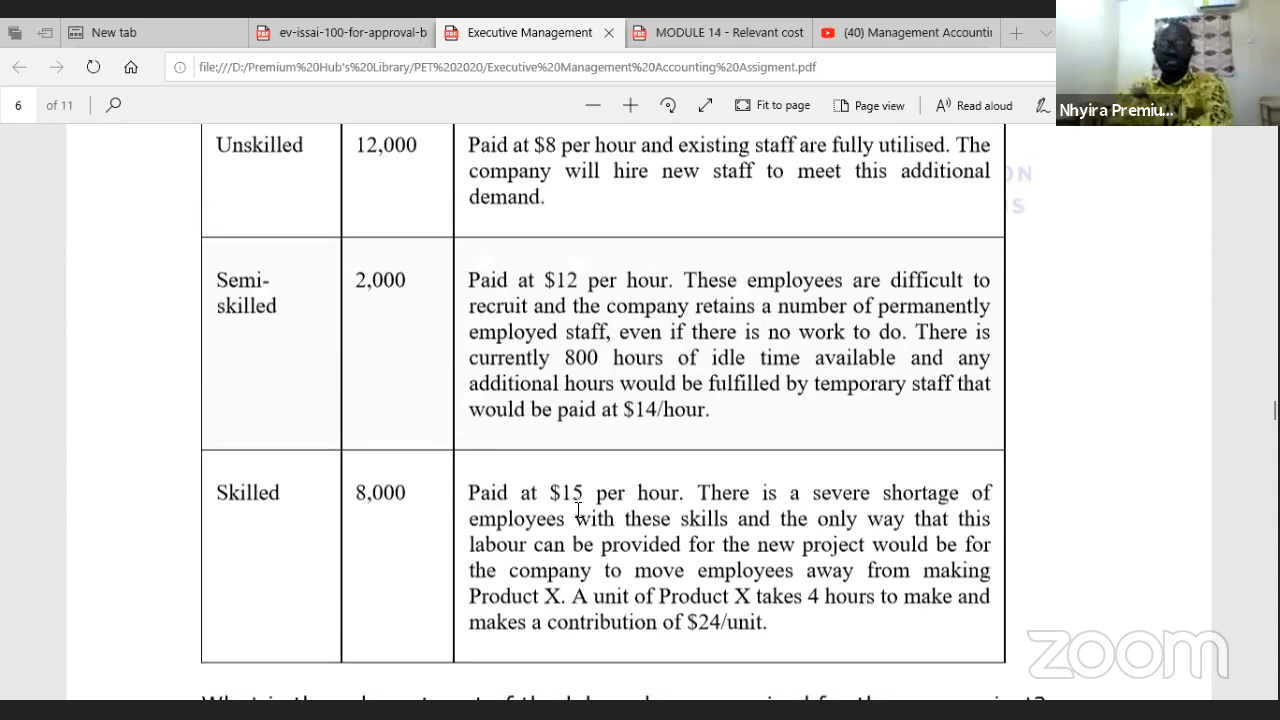 New tab
ev-issai-100-for-approval-b
Executive Management
MODULE 14 - Relevant cost
(40) Management Accountin
file:///D:/Premium%20Hub's%20Library/PET%202020/Executive%20Management%20Accounting%20Assigment.pdf
Nhyira Premiu...
6 of 11
Fit to page
Page view
Read aloud
Unskilled
12,000
Paid at $8 per hour and existing staff are fully utilised. The
company will hire new staff to meet this additional
demand.
ON
S
Semi-
skilled
2,000
Paid at $12 per hour. These employees are difficult to
recruit and the company retains a number of permanently
employed staff, even if there is no work to do. There is
currently 800 hours of idle time available and any
additional hours would be fulfilled by temporary staff that
would be paid at $14/hour.
Skilled
8,000
Paid at $15 per hour. There is a severe shortage of
employees with these skills and the only way that this
labour can be provided for the new project would be for
the company to move employees away from making
Product X. A unit of Product X takes 4 hours to make and
makes a contribution of $24/unit.
zoom